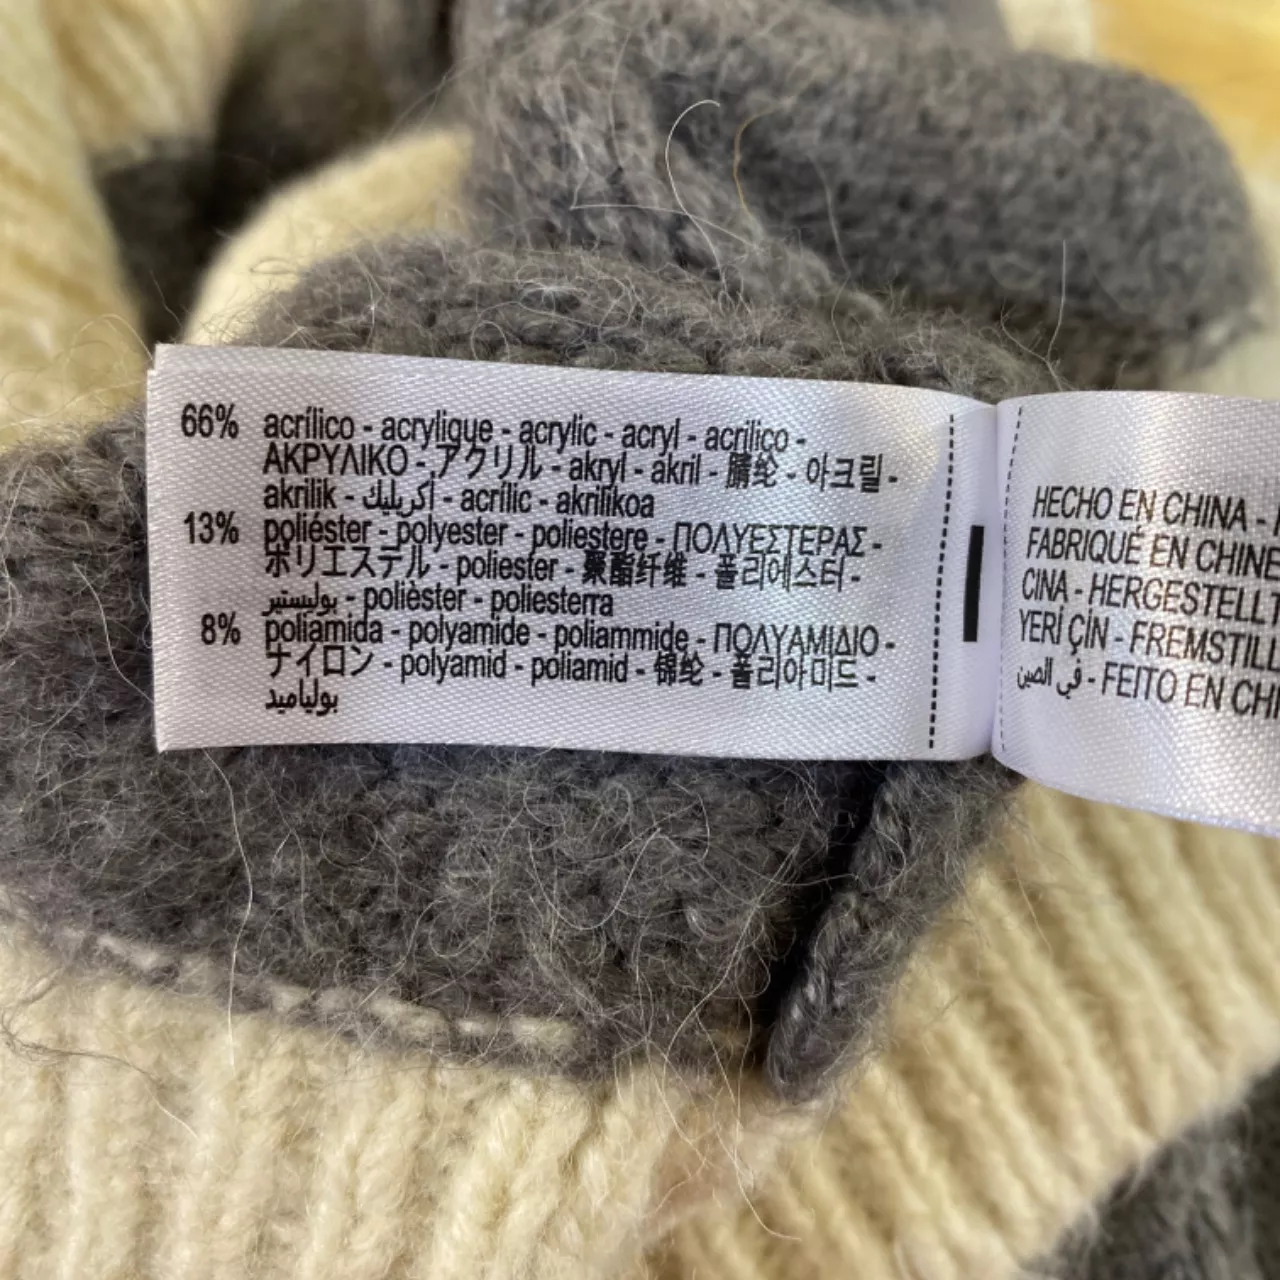 66% acrílico - acrylique - acrylic - acryl - acrilico -
ΑΚΡΥΛΙΚΟ - アクリル - akryl - akril - 腈纶 - 아크릴 -
akrilik - أكريليك - acrílic - akrilikoa
13% poliéster - polyester - poliestere - ΠΟΛΥΕΣΤΕΡΑΣ -
ポリエステル - poliester - 聚酯纤维 - 폴리에스터 -
بوليستير - polièster - poliesterra
8% poliamida - polyamide - poliammide - ΠΟΛΥΑΜΙΔΙΟ -
ナイロン - polyamid - poliamid - 锦纶 - 폴리아미드 -
بولياميد
HECHO EN CHINA -
FABRIQUÉ EN CHINE
CINA - HERGESTELLT
YERİ ÇİN - FREMSTILL
في الصين - FEITO EN CHI